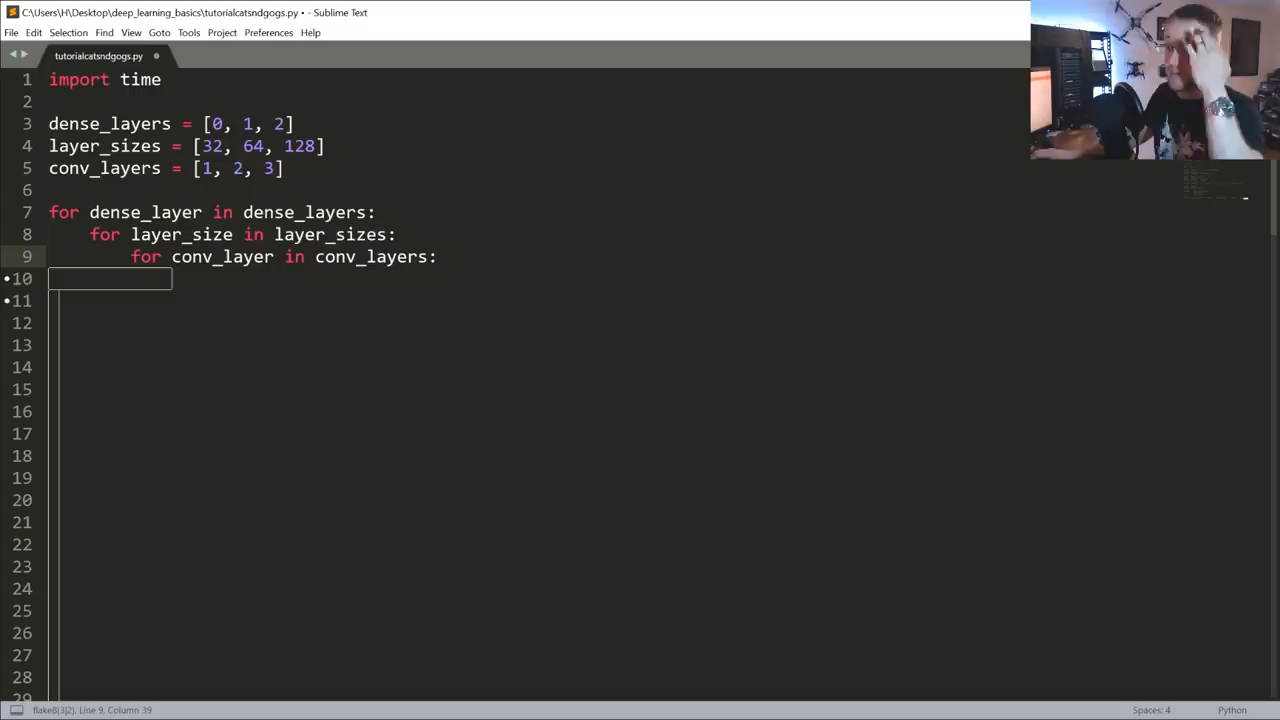 C:\Users\H\Desktop\deep_learning_basics\tutorialcatsndgogs.py • - Sublime Text
File Edit Selection Find View Goto Tools Project Preferences Help
tutorialcatsndgogs.py
1 import time
2
3 dense_layers = [0, 1, 2]
4 layer_sizes = [32, 64, 128]
5 conv_layers = [1, 2, 3]
6
7 for dense_layer in dense_layers:
8     for layer_size in layer_sizes:
9         for conv_layer in conv_layers:
10
11
12
13
14
15
16
17
18
19
20
21
22
23
24
25
26
27
28
29
flake8(3|2), Line 9, Column 39 Spaces: 4 Python